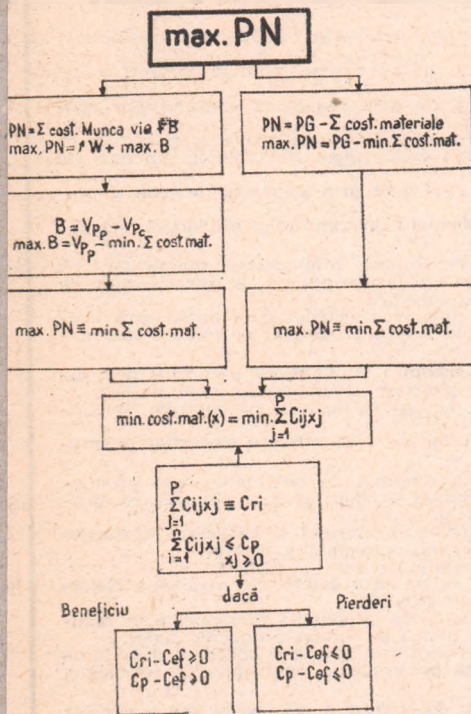 max. PN
PN = Σ cost. Munca vie + B
max. PN = 1 W + max. B
PN = PG - Σ cost. materiale
max. PN = PG - min. Σ cost. mat.
B = Vpp - Vpc
max. B = Vpp - min. Σ cost. mat.
max. PN ≡ min Σ cost. mat.
max. PN ≡ min Σ cost. mat.
min. cost. mat. (x) = min. Σ Cijxj
P
j=1
P
Σ Cijxj ≡ Cri
j=1
n
Σ Cijxj ≤ Cp
i=1 xj ≥ 0
dacă
Beneficiu
Pierderi
Cri - Cef ≥ 0
Cp - Cef ≥ 0
Cri - Cef ≤ 0
Cp - Cef ≤ 0